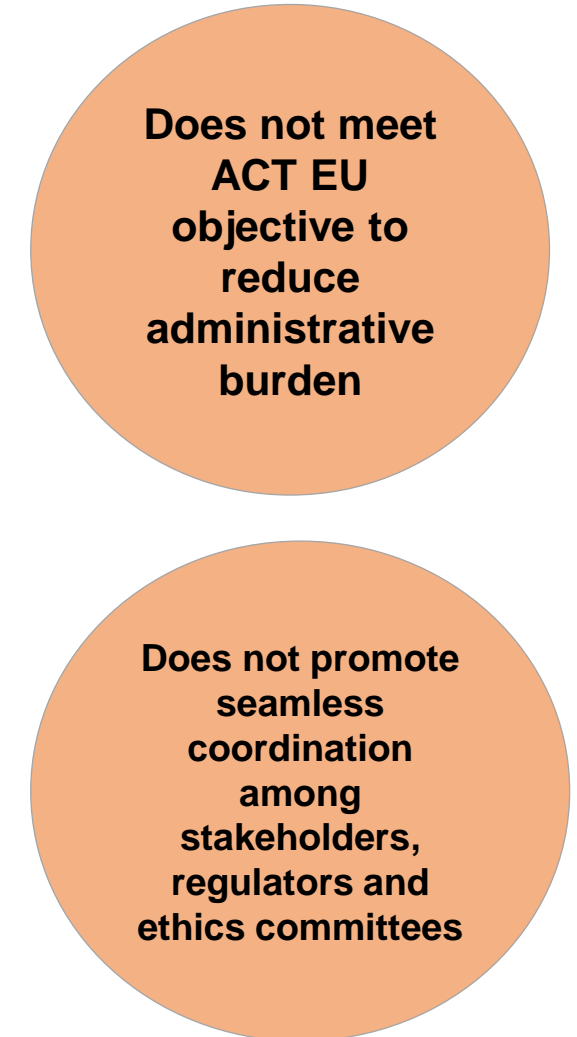 Does not meet
ACT EU
objective to
reduce
administrative
burden
Does not promote
seamless
coordination
among
stakeholders,
regulators and
ethics committees